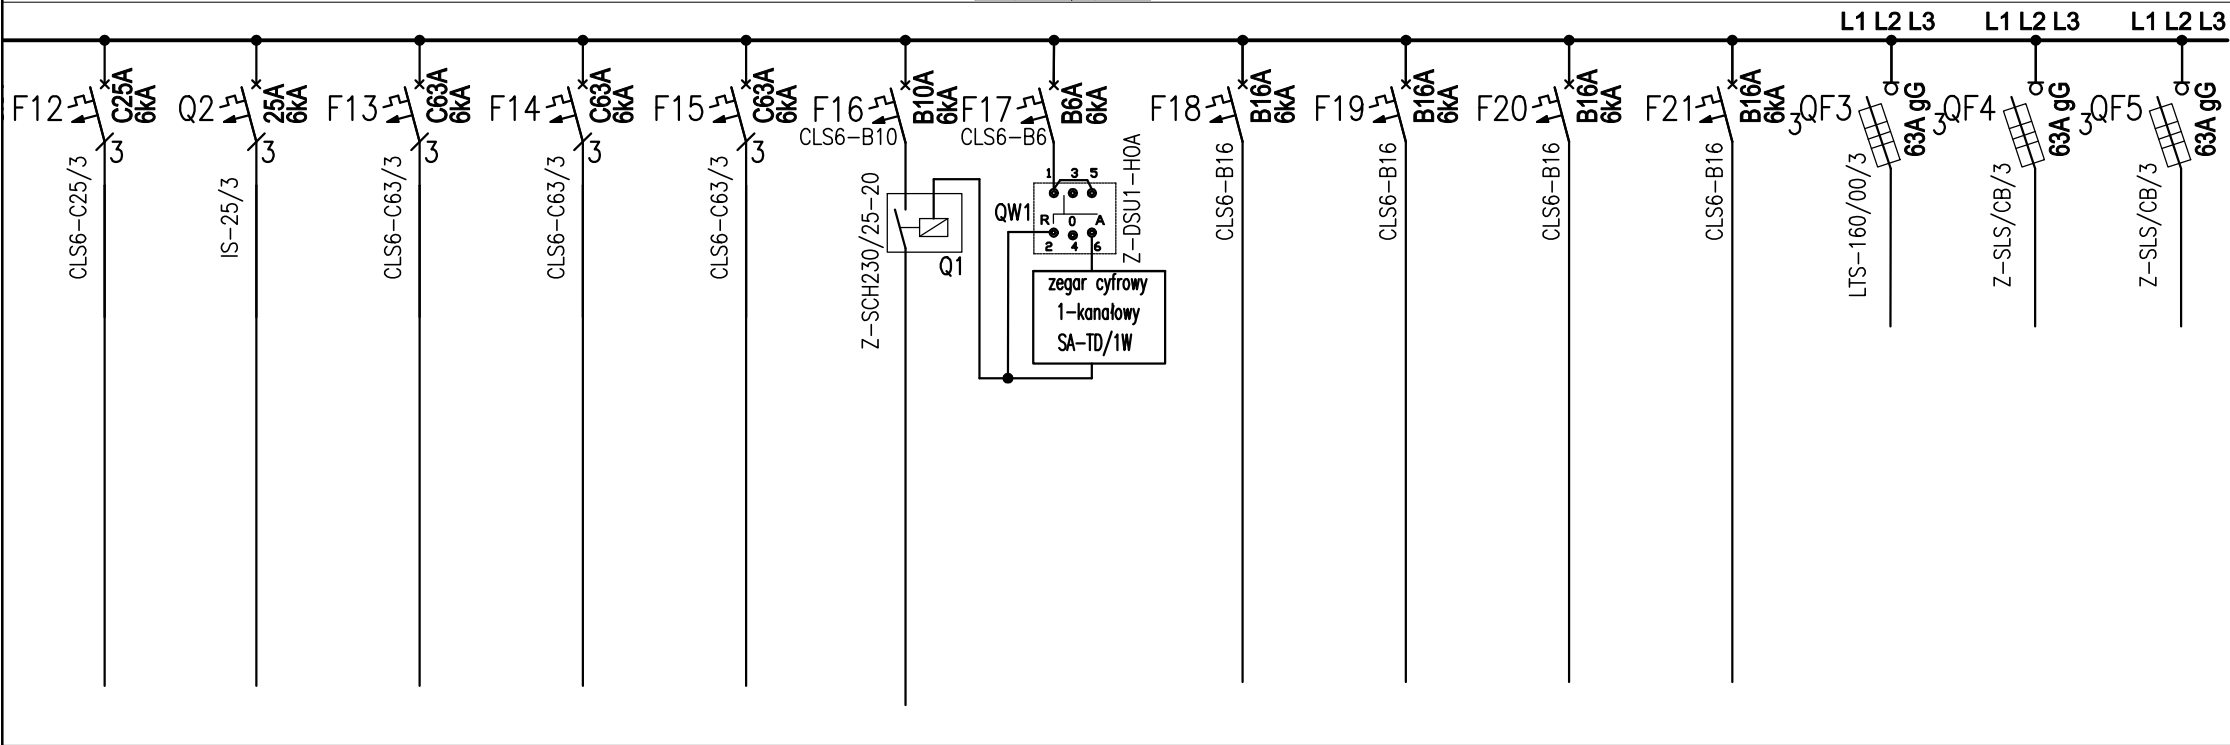 L1 L2 L3
L1 L2 L3
L1 L2 L3
F12
C25A
6kA
3
CLS6-C25/3
Q2
25A
6kA
3
IS-25/3
F13
C63A
6kA
3
CLS6-C63/3
F14
C63A
6kA
3
CLS6-C63/3
F15
C63A
6kA
3
CLS6-C63/3
F16
B10A
6kA
CLS6-B10
Z-SCH230/25-20
Q1
F17
B6A
6kA
CLS6-B6
Z-DSU1-HOA
QW1
1 3 5
R 0 A
2 4 6
zegar cyfrowy
1-kanałowy
SA-TD/1W
F18
B16A
6kA
CLS6-B16
F19
B16A
6kA
CLS6-B16
F20
B16A
6kA
CLS6-B16
F21
B16A
6kA
CLS6-B16
3
QF3
63A gG
LTS-160/00/3
3
QF4
63A gG
Z-SLS/CB/3
3
QF5
63A gG
Z-SLS/CB/3